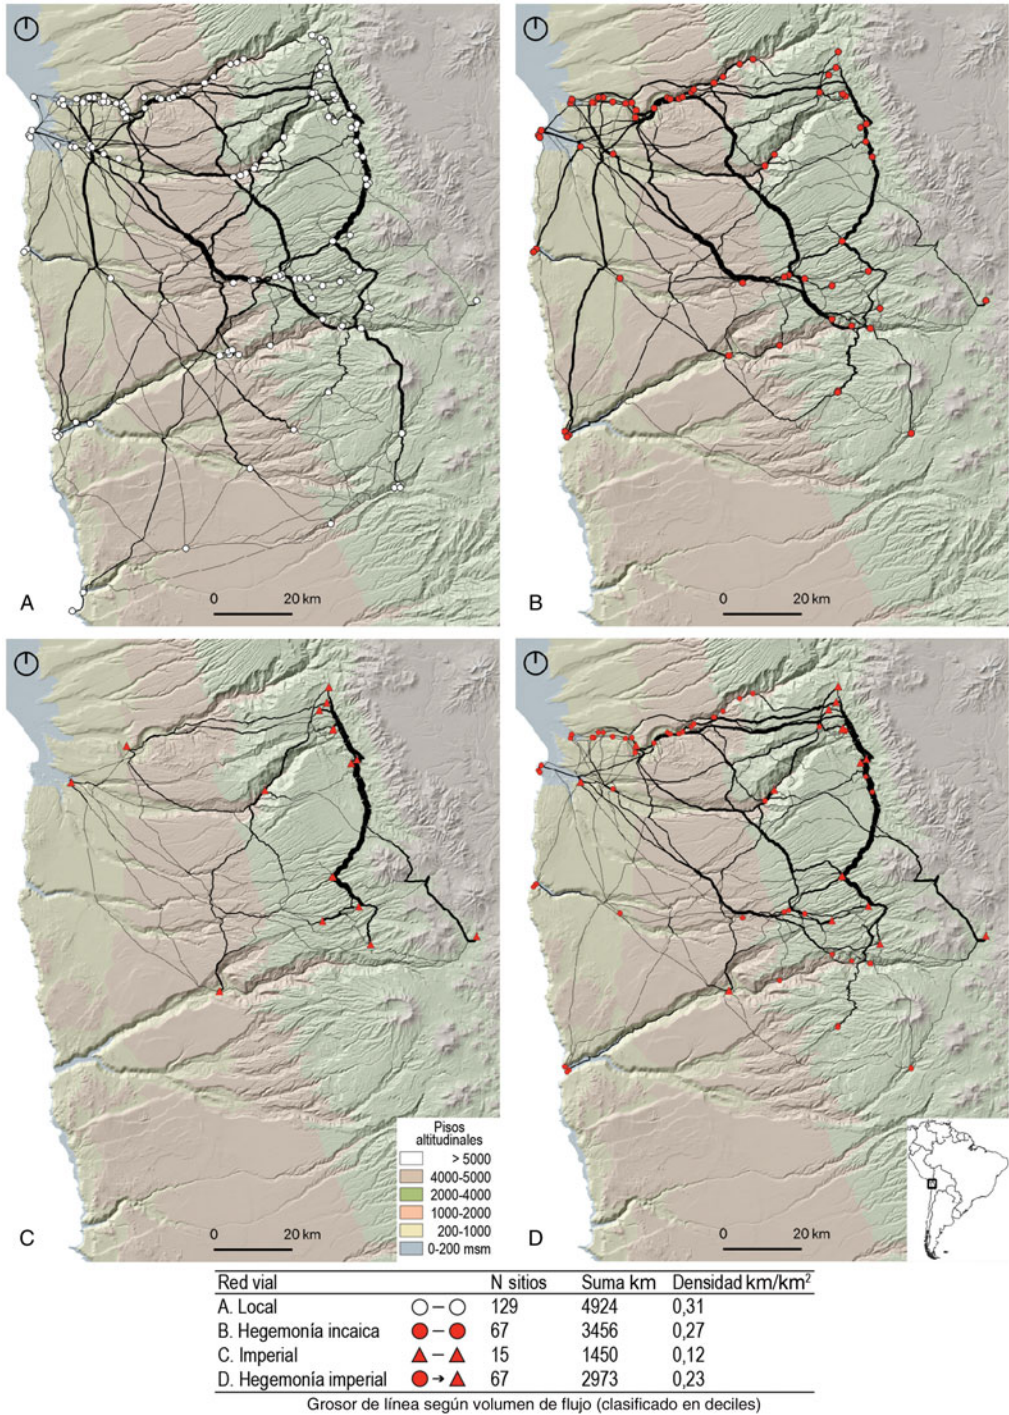 A
0 20 km
B
0 20 km
C
0 20 km
Pisos
altitudinales
> 5000
4000-5000
2000-4000
1000-2000
200-1000
0-200 msm
D
0 20 km
Red vial N sitios Suma km Densidad km/km²
A. Local 129 4924 0,31
B. Hegemonía incaica 67 3456 0,27
C. Imperial 15 1450 0,12
D. Hegemonía imperial 67 2973 0,23
Grosor de línea según volumen de flujo (clasificado en deciles)